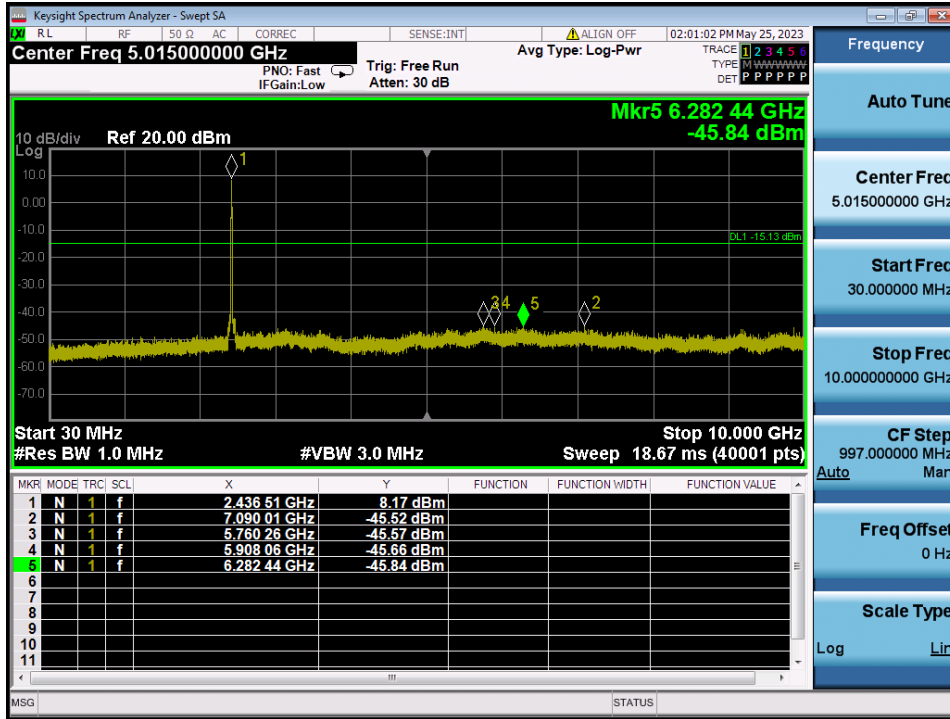 Keysight Spectrum Analyzer - Swept SA
LXI RL RF 50 Ω AC CORREC SENSE:INT ALIGN OFF 02:01:02 PM May 25, 2023
Center Freq 5.015000000 GHz
PNO: Fast
IFGain:Low
Trig: Free Run
Atten: 30 dB
Avg Type: Log-Pwr
TRACE 1 2 3 4 5 6
TYPE M WWWWW
DET P P P P P P
Mkr5 6.282 44 GHz
-45.84 dBm
10 dB/div Ref 20.00 dBm
Log
10.0
0.00
-10.0
-20.0
-30.0
-40.0
-50.0
-60.0
-70.0
1
DL1 -15.13 dBm
3 4 5 2
Start 30 MHz Stop 10.000 GHz
#Res BW 1.0 MHz #VBW 3.0 MHz Sweep 18.67 ms (40001 pts)
MKR MODE TRC SCL X Y FUNCTION FUNCTION WIDTH FUNCTION VALUE
1 N 1 f 2.436 51 GHz 8.17 dBm
2 N 1 f 7.090 01 GHz -45.52 dBm
3 N 1 f 5.760 26 GHz -45.57 dBm
4 N 1 f 5.908 06 GHz -45.66 dBm
5 N 1 f 6.282 44 GHz -45.84 dBm
6
7
8
9
10
11
MSG STATUS
Frequency
Auto Tune
Center Freq
5.015000000 GHz
Start Freq
30.000000 MHz
Stop Freq
10.000000000 GHz
CF Step
997.000000 MHz
Auto Man
Freq Offset
0 Hz
Scale Type
Log Lin